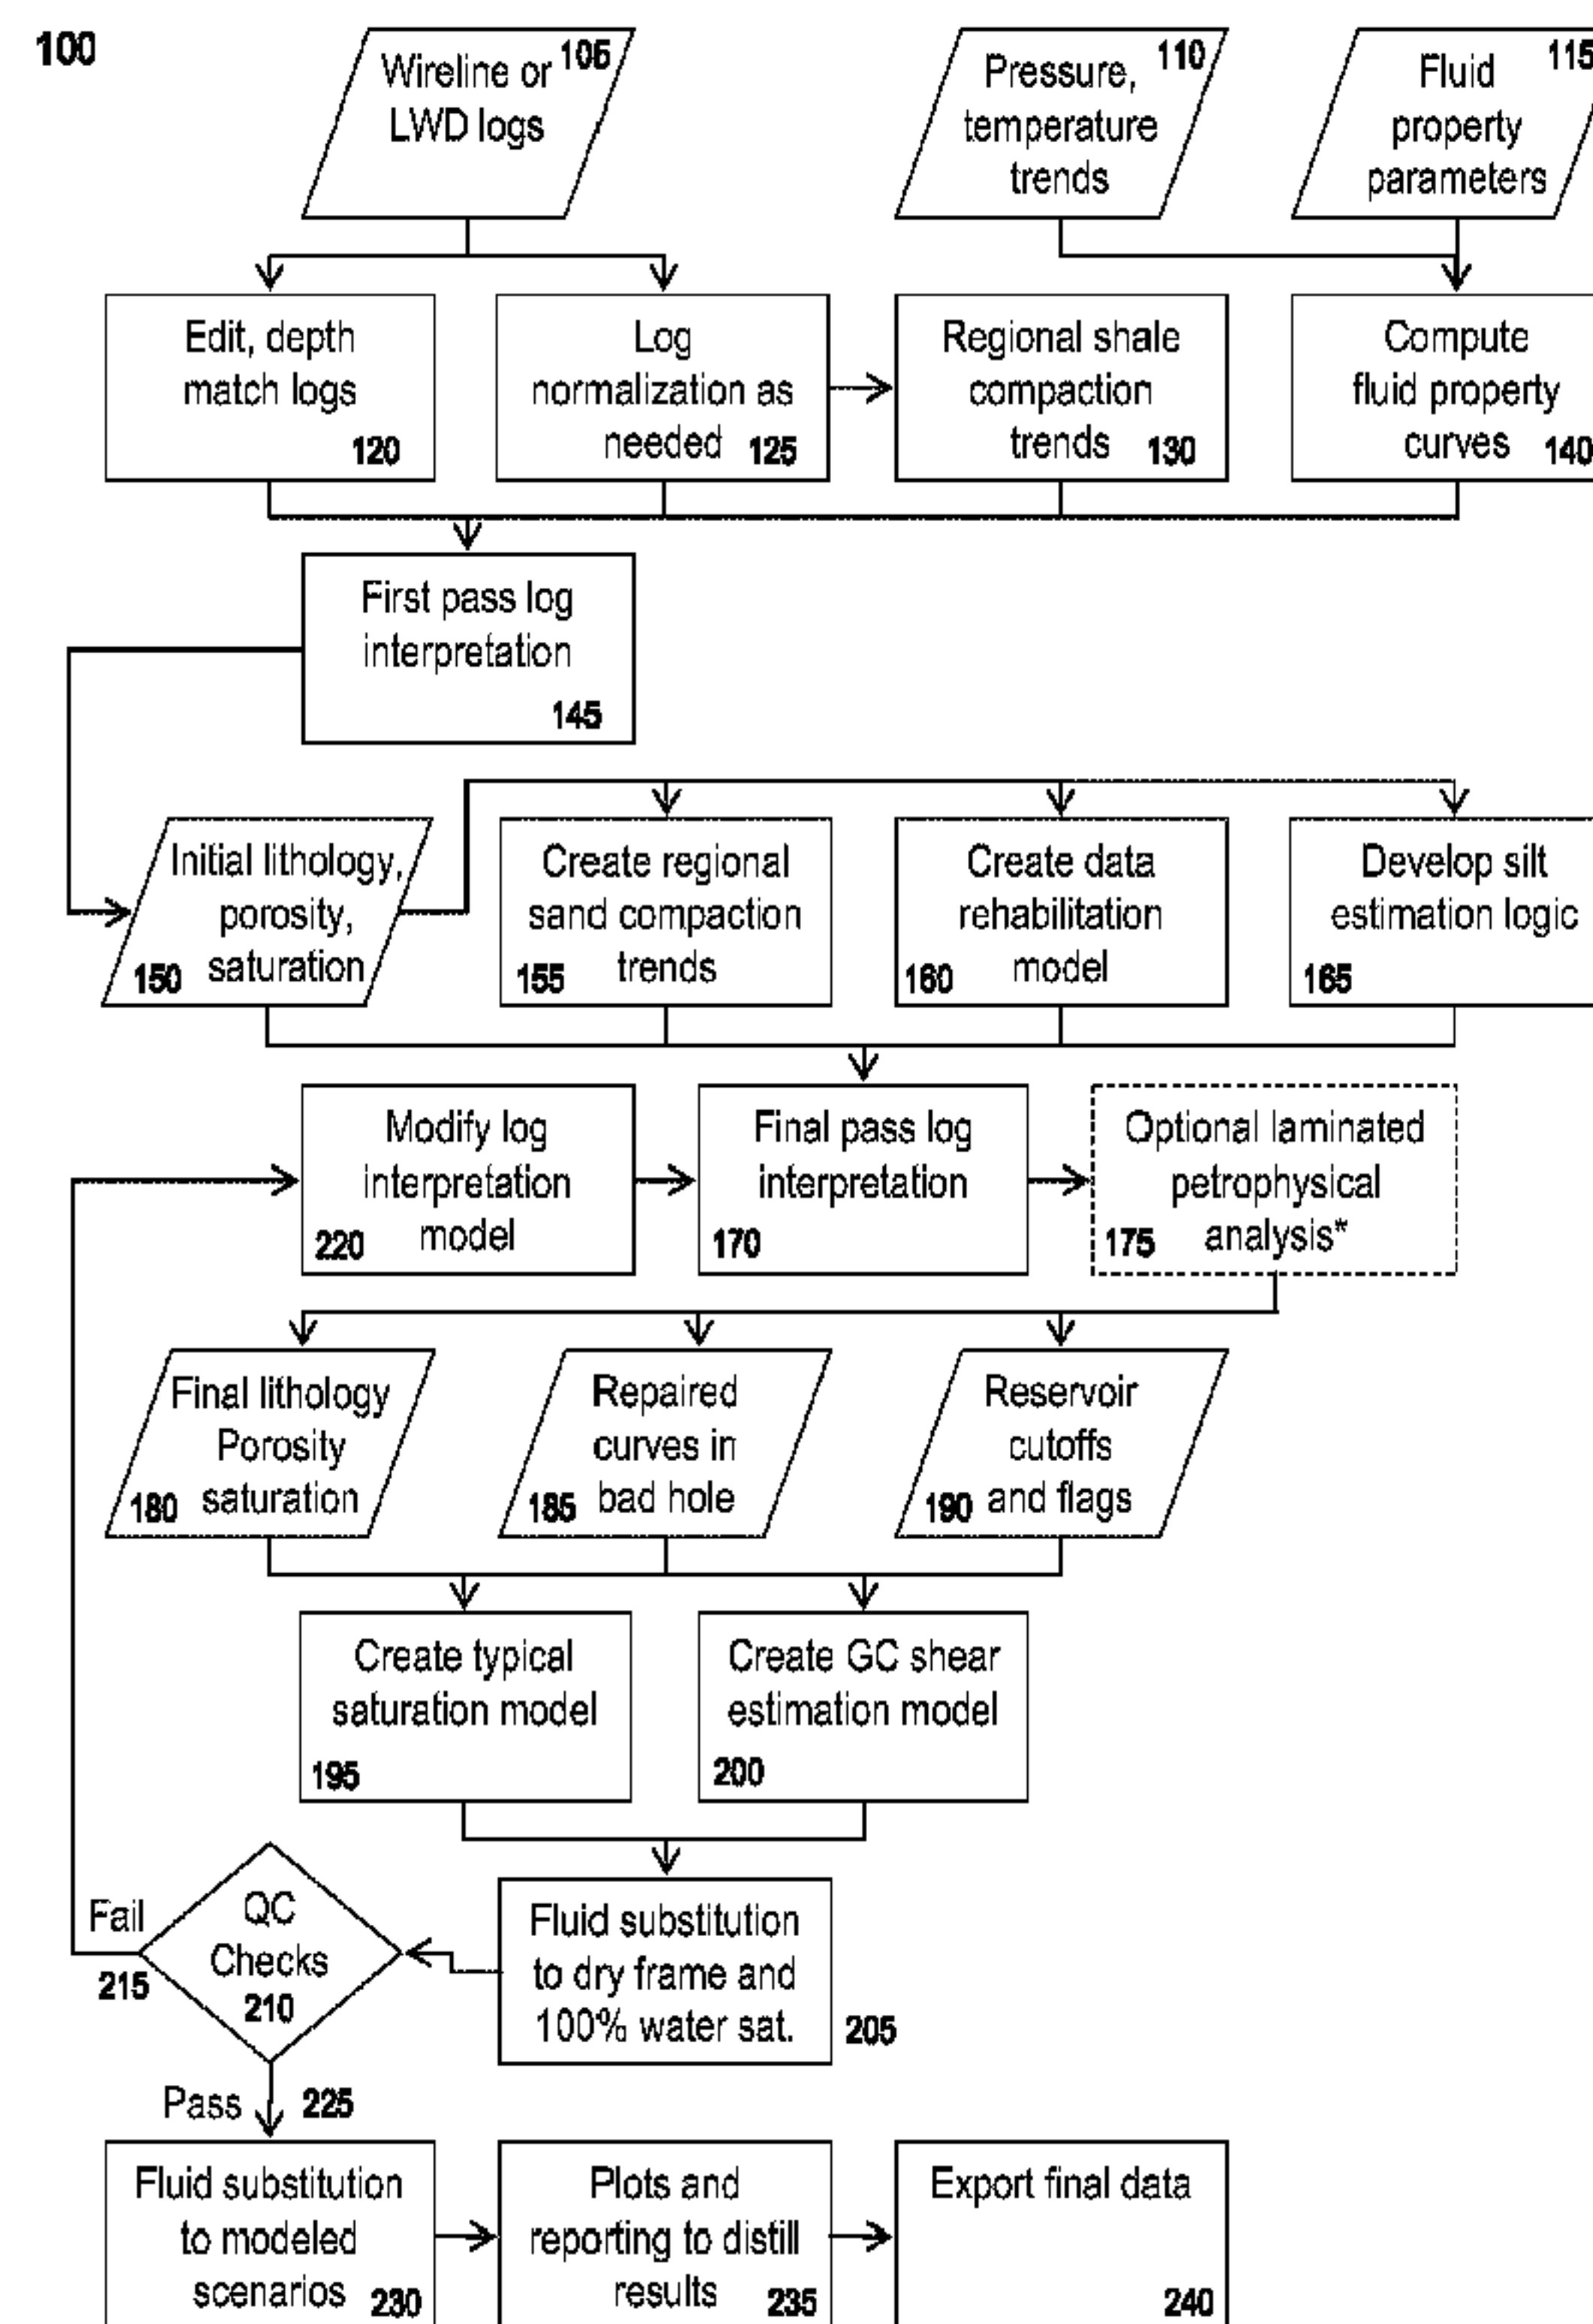 100
Wireline or
LWD logs
105
Pressure,
temperature
trends
110
Fluid
property
parameters
115
Edit, depth
match logs
120
Log
normalization as
needed
125
Regional shale
compaction
trends
130
Compute
fluid property
curves
140
First pass log
interpretation
145
Initial lithology,
porosity,
saturation
150
Create regional
sand compaction
trends
155
Create data
rehabilitation
model
160
Develop silt
estimation logic
165
Modify log
interpretation
model
220
Final pass log
interpretation
170
Optional laminated
petrophysical
analysis*
175
Final lithology
Porosity
saturation
180
Repaired
curves in
bad hole
185
Reservoir
cutoffs
and flags
190
Create typical
saturation model
195
Create GC shear
estimation model
200
Fluid substitution
to dry frame and
100% water sat.
205
QC
Checks
210
Fail
215
Pass
225
Fluid substitution
to modeled
scenarios
230
Plots and
reporting to distill
results
235
Export final data
240